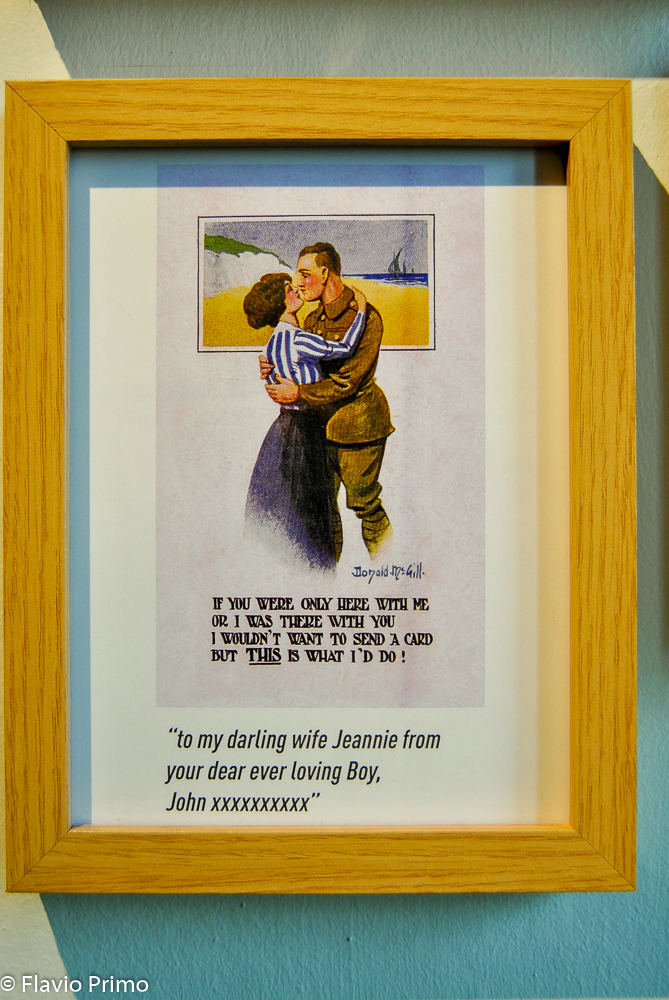 Donald McGill.
IF YOU WERE ONLY HERE WITH ME
OR I WAS THERE WITH YOU
I WOULDN'T WANT TO SEND A CARD
BUT THIS IS WHAT I'D DO!
“to my darling wife Jeannie from
your dear ever loving Boy,
John xxxxxxxxxx”
© Flavio Primo